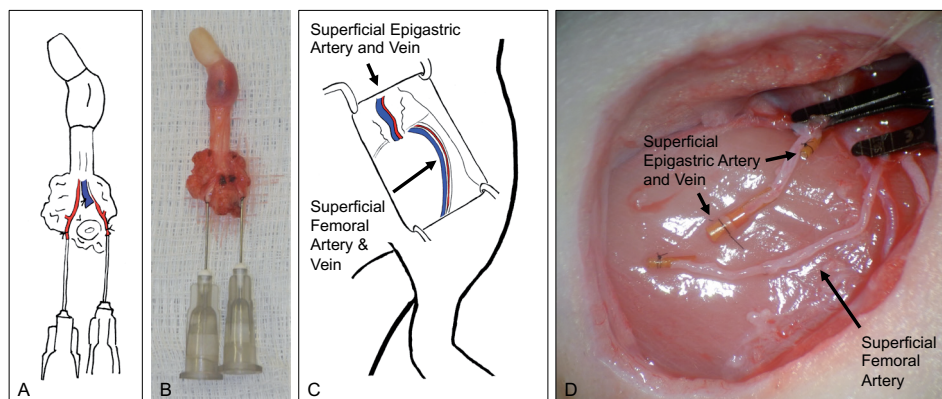 A
B
Superficial Epigastric
Artery and Vein
Superficial
Femoral
Artery &
Vein
C
Superficial
Epigastric Artery
and Vein
Superficial
Femoral
Artery
D